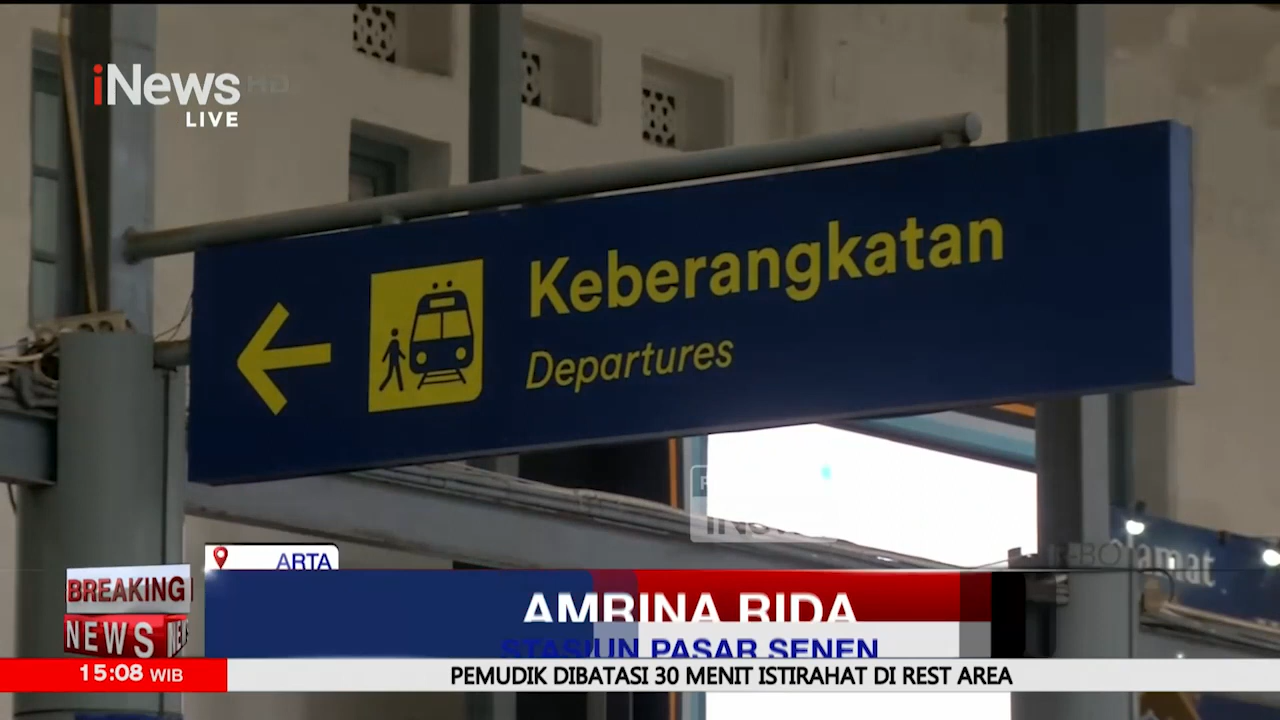 iNews HD
LIVE
Keberangkatan
Departures
ARTA
BREAKING
NEWS
AMRINA RIDA
STASIUN PASAR SENEN
15:08 WIB
PEMUDIK DIBATASI 30 MENIT ISTIRAHAT DI REST AREA